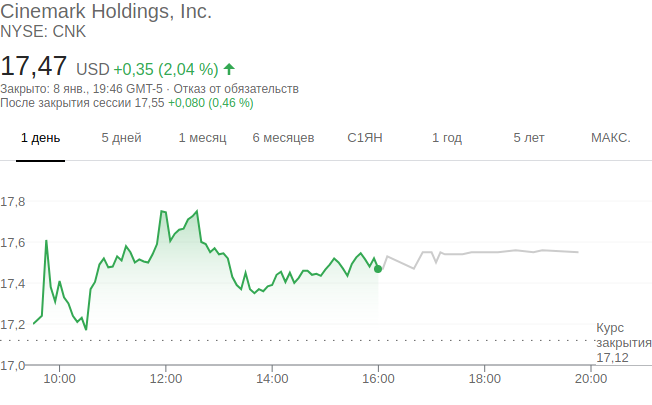 Cinemark Holdings, Inc.
NYSE: CNK
17,47 USD +0,35 (2,04 %)
Закрыто: 8 янв., 19:46 GMT-5 · Отказ от обязательств
После закрытия сессии 17,55 +0,080 (0,46 %)
1 день 5 дней 1 месяц 6 месяцев С1ЯН 1 год 5 лет МАКС.
17,8
17,6
17,4
17,2
Курс
закрытия
17,12
17,0
10:00 12:00 14:00 16:00 18:00 20:00